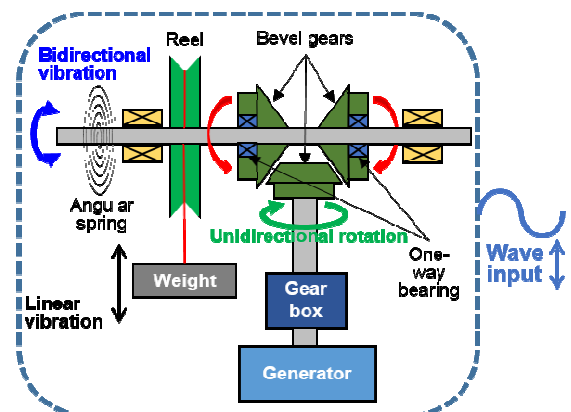 Reel
Bevel gears
Bidirectional
vibration
Angu ar
spring
Unidirectional rotation
One-
way
bearing
Wave
input
Weight
Linear
vibration
Gear
box
Generator